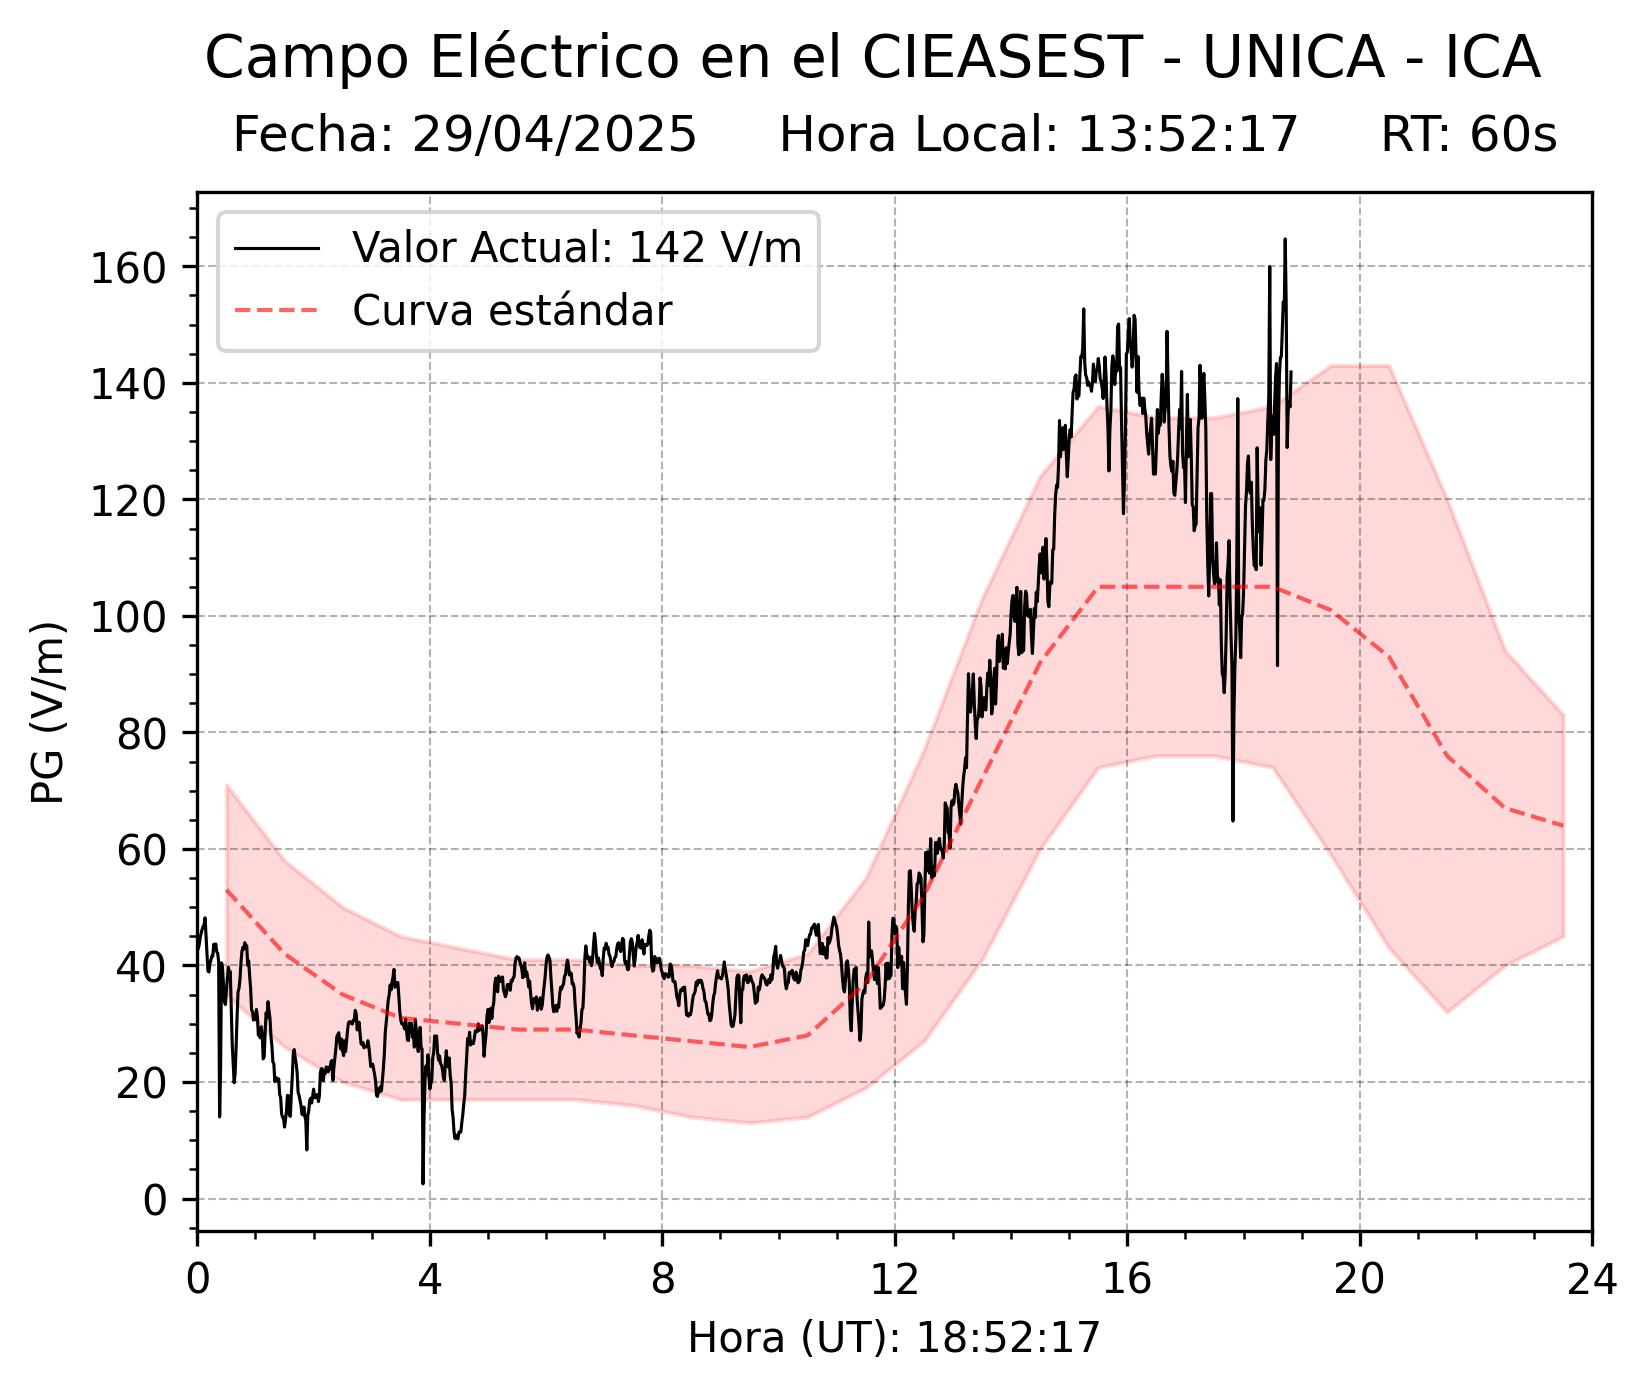 Campo Eléctrico en el CIEASEST - UNICA - ICA
Fecha: 29/04/2025 Hora Local: 13:52:17 RT: 60s
Valor Actual: 142 V/m
Curva estándar
PG (V/m)
160
140
120
100
80
60
40
20
0
0 4 8 12 16 20 24
Hora (UT): 18:52:17